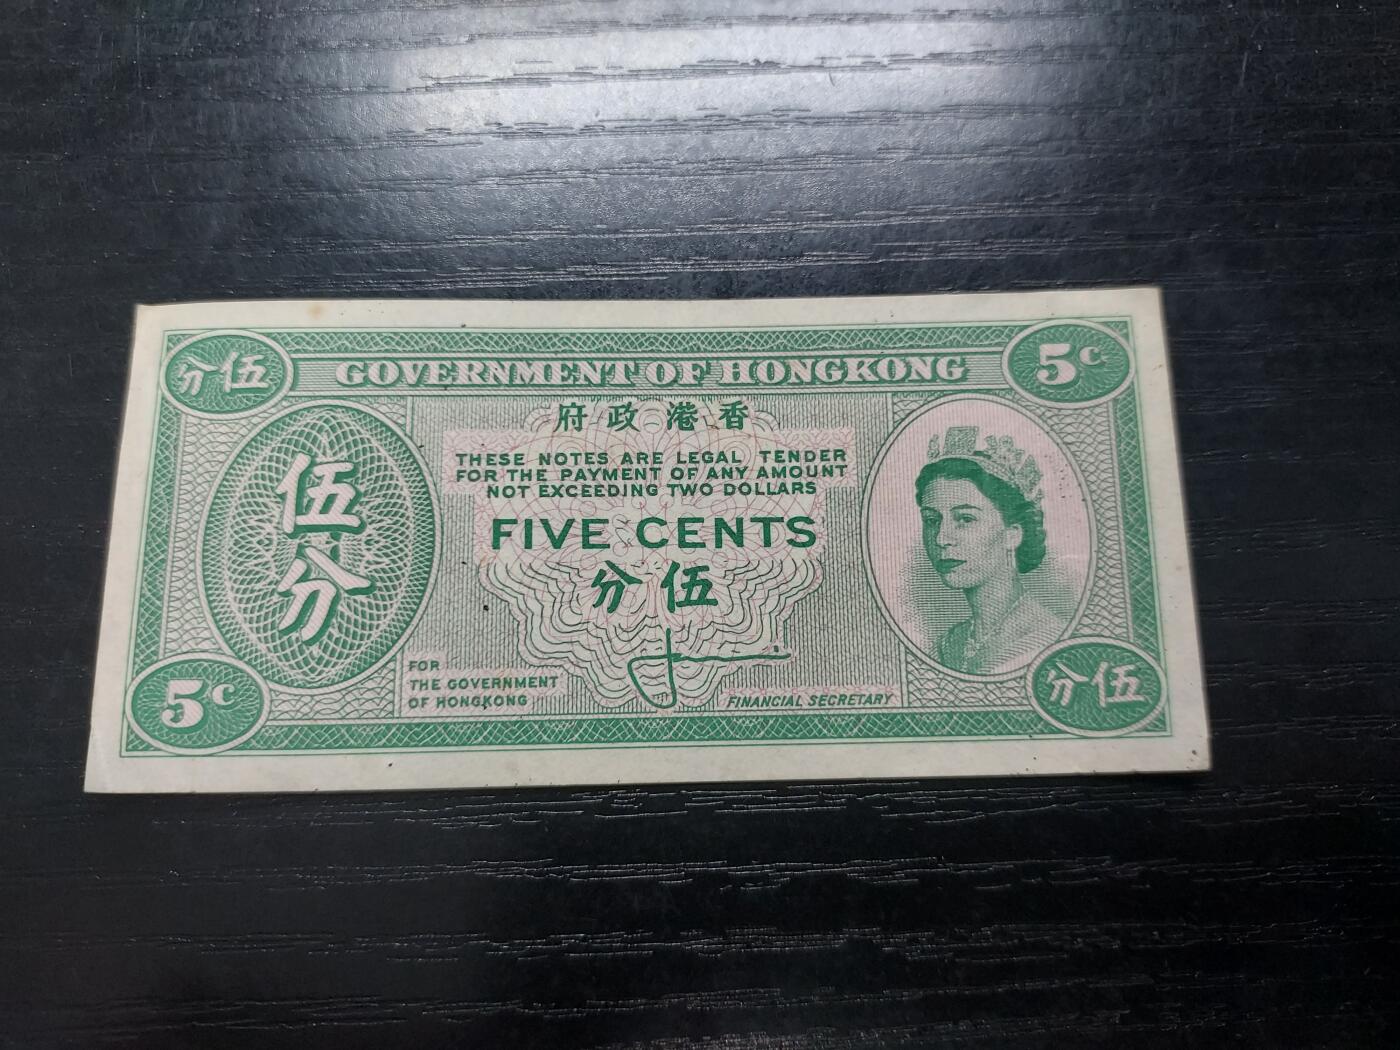 分伍
GOVERNMENT OF HONGKONG
5c
府政港香
THESE NOTES ARE LEGAL TENDER
FOR THE PAYMENT OF ANY AMOUNT
NOT EXCEEDING TWO DOLLARS
伍
分
FIVE CENTS
分伍
FOR
THE GOVERNMENT
OF HONGKONG
FINANCIAL SECRETARY
5c
分伍